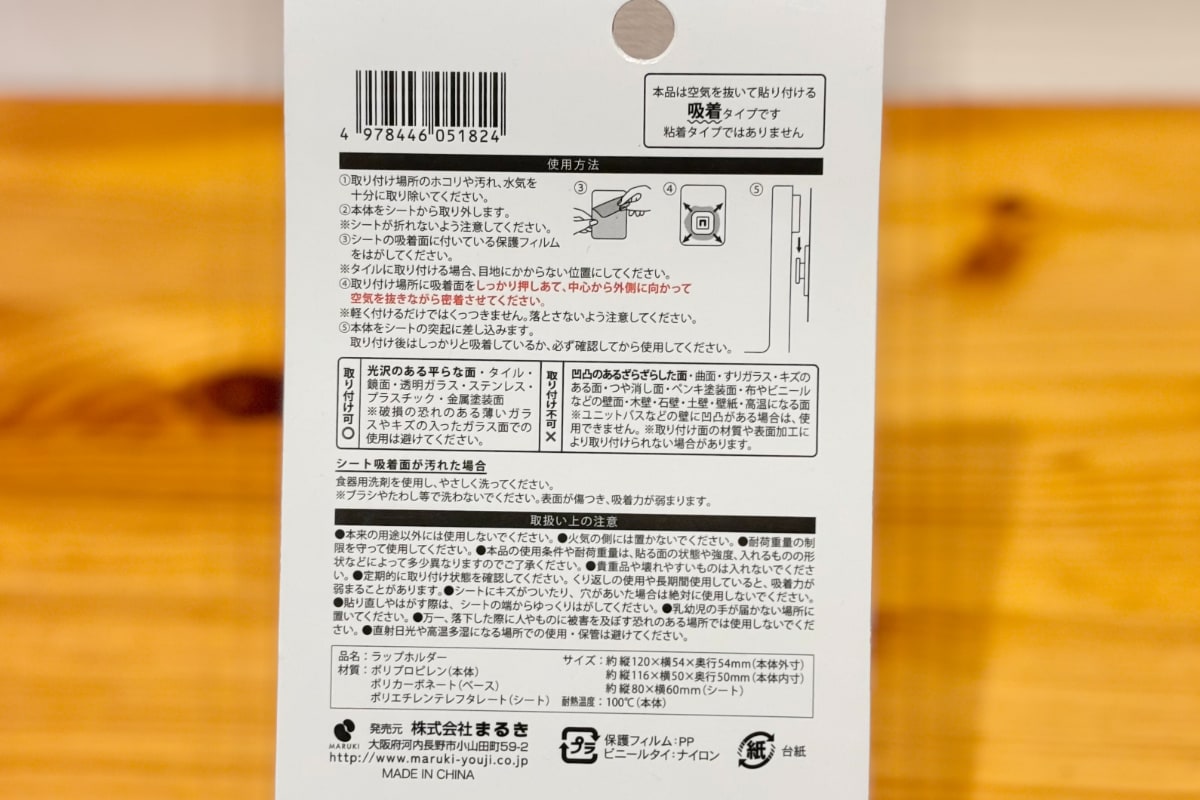 4 978446 051824
本品は空気を抜いて貼り付ける
吸着タイプです
粘着タイプではありません
使用方法
①取り付け場所のホコリや汚れ、水気を
十分に取り除いてください。
②本体をシートから取り外します。
※シートが折れないよう注意してください。
③シートの吸着面に付いている保護フィルム
をはがしてください。
※タイルに取り付ける場合、目地にかからない位置にしてください。
④取り付け場所に吸着面をしっかり押しあて、中心から外側に向かって
空気を抜きながら密着させてください。
※軽く付けるだけではくっつきません。落とさないよう注意してください。
⑤本体をシートの突起に差し込みます。
取り付け後はしっかりと吸着しているか、必ず確認してから使用してください。
③
④
⑤
取り付け可○
光沢のある平らな面・タイル・
鏡面・透明ガラス・ステンレス・
プラスチック・金属塗装面
※破損の恐れのある薄いガラ
スやキズの入ったガラス面での
使用は避けてください。
取り付け不可×
凹凸のあるざらざらした面・曲面・すりガラス・キズの
ある面・つや消し面・ペンキ塗装面・布やビニール
などの壁面・木壁・石壁・土壁・壁紙・高温になる面
※ユニットバスなどの壁に凹凸がある場合は、使
用できません。※取り付け面の材質や表面加工に
より取り付けられない場合があります。
シート吸着面が汚れた場合
食器用洗剤を使用し、やさしく洗ってください。
※ブラシやたわし等で洗わないでください。表面が傷つき、吸着力が弱まります。
取扱い上の注意
●本来の用途以外には使用しないでください。●火気の側には置かないでください。●耐荷重量の制
限を守って使用してください。●本品の使用条件や耐荷重量は、貼る面の状態や強度、入れるものの形
状などによって多少異なりますのでご了承ください。●貴重品や壊れやすいものは入れないでくださ
い。●定期的に取り付け状態を確認してください。くり返しの使用や長期間使用していると、吸着力が
弱まることがあります。●シートにキズがついたり、穴があいた場合は絶対に使用しないでください。
●貼り直しやはがす際は、シートの端からゆっくりはがしてください。●乳幼児の手が届かない場所に
置いてください。●万一、落下した際に人やものに被害を及ぼす恐れのある場所では使用しないでくだ
さい。●直射日光や高温多湿になる場所での使用・保管は避けてください。
品名：ラップホルダー
材質：ポリプロピレン（本体）
ポリカーボネート（ベース）
ポリエチレンテレフタレート（シート）
サイズ：約 縦120×横54×奥行54mm（本体外寸）
約 縦116×横50×奥行50mm（本体内寸）
約 縦80×横60mm（シート）
耐熱温度：100℃（本体）
MARUKI
発売元 株式会社まるき
大阪府河内長野市小山田町59-2
http://www.maruki-youji.co.jp
MADE IN CHINA
プラ
保護フィルム：PP
ビニールタイ：ナイロン
紙
台紙